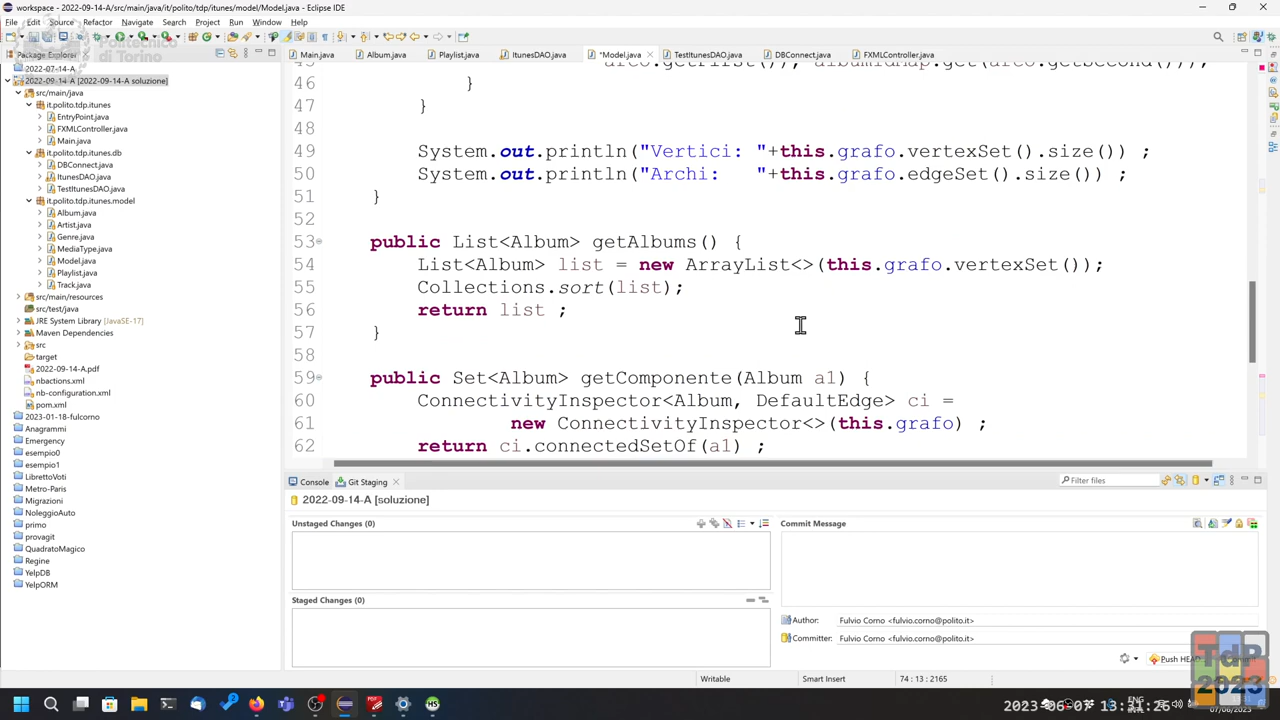 workspace - 2022-09-14-A/src/main/java/it/polito/tdp/itunes/model/Model.java - Eclipse IDE
File Edit Source Refactor Navigate Search Project Run Window Help
Politecnico
di Torino
Package Explorer
Main.java Album.java Playlist.java ItunesDAO.java *Model.java TestItunesDAO.java DBConnect.java FXMLController.java
2022-07-14-A
2022-09-14-A [2022-09-14-A soluzione]
src/main/java
it.polito.tdp.itunes
EntryPoint.java
FXMLController.java
Main.java
it.polito.tdp.itunes.db
DBConnect.java
ItunesDAO.java
TestItunesDAO.java
it.polito.tdp.itunes.model
Album.java
Artist.java
Genre.java
MediaType.java
Model.java
Playlist.java
Track.java
src/main/resources
src/test/java
JRE System Library [JavaSE-17]
Maven Dependencies
src
target
2022-09-14-A.pdf
nbactions.xml
nb-configuration.xml
pom.xml
2023-01-18-fulcorno
Anagrammi
Emergency
esempio0
esempio1
LibrettoVoti
Metro-Paris
Migrazioni
NoleggioAuto
primo
provagit
QuadratoMagico
Regine
YelpDB
YelpORM
45 arco.getFirst()), albumIdMap.get(arco.getSecond()));
46 }
47 }
48
49 System.out.println("Vertici: "+this.grafo.vertexSet().size()) ;
50 System.out.println("Archi:   "+this.grafo.edgeSet().size()) ;
51 }
52
53 public List<Album> getAlbums() {
54 List<Album> list = new ArrayList<>(this.grafo.vertexSet());
55 Collections.sort(list);
56 return list ;
57 }
58
59 public Set<Album> getComponente(Album a1) {
60 ConnectivityInspector<Album, DefaultEdge> ci =
61 new ConnectivityInspector<>(this.grafo) ;
62 return ci.connectedSetOf(a1) ;
Console Git Staging
Filter files
2022-09-14-A [soluzione]
Unstaged Changes (0)
Commit Message
Staged Changes (0)
Author: Fulvio Corno <fulvio.corno@polito.it>
Committer: Fulvio Corno <fulvio.corno@polito.it>
Push HEAD
Writable Smart Insert 74 : 13 : 2165
TdP
2023
ENG